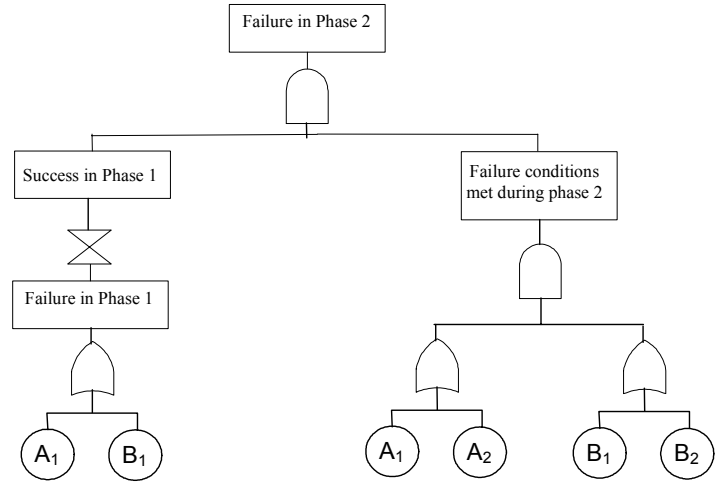 Failure in Phase 2
Success in Phase 1
Failure conditions
met during phase 2
Failure in Phase 1
A₁
B₁
A₁
A₂
B₁
B₂